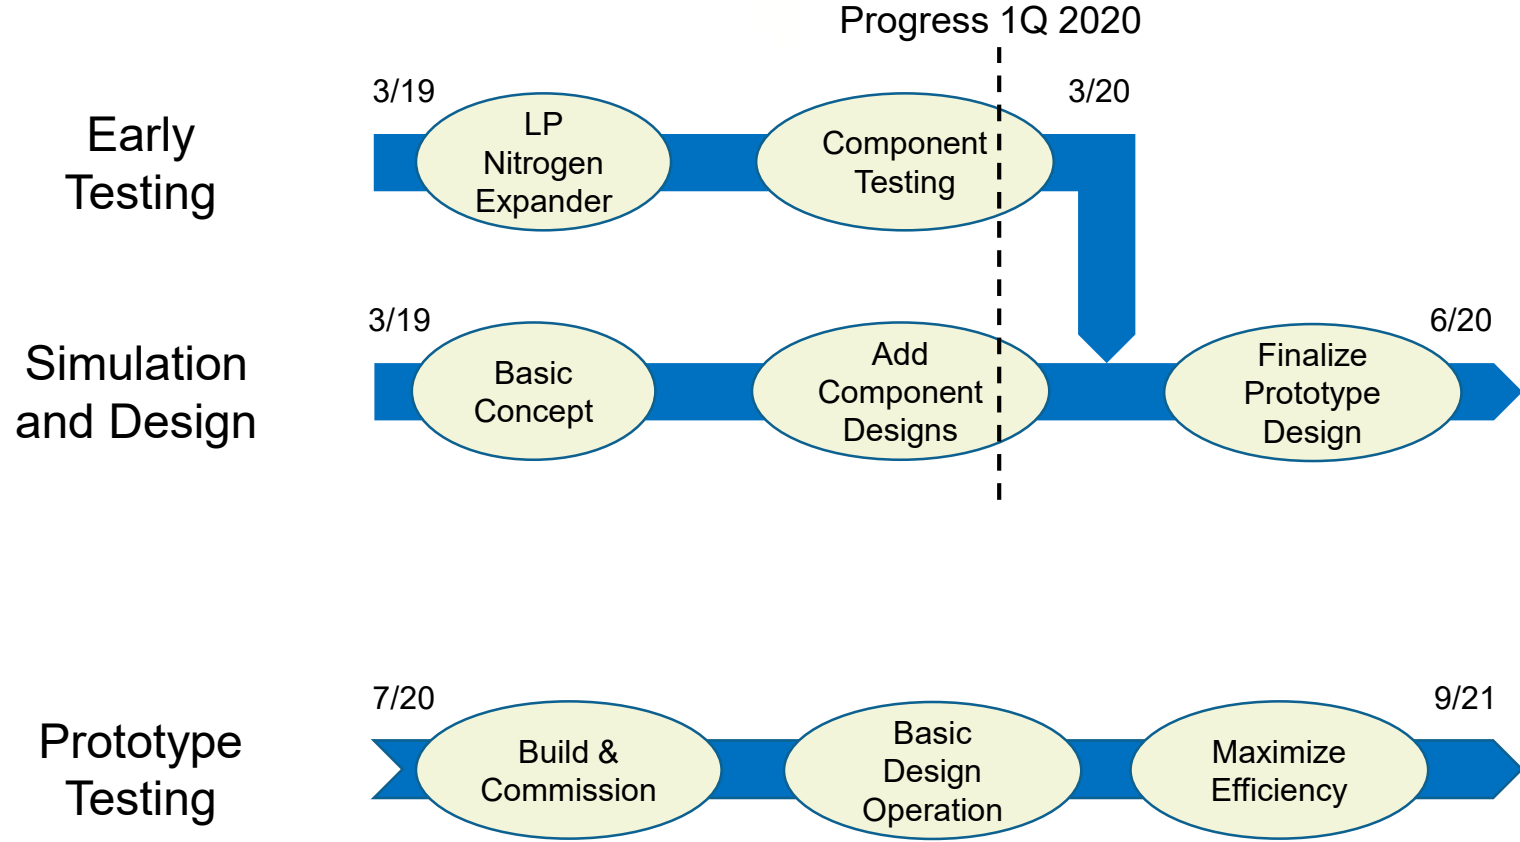 Progress 1Q 2020
Early
Testing
3/19
LP
Nitrogen
Expander
Component
Testing
3/20
Simulation
and Design
3/19
Basic
Concept
Add
Component
Designs
Finalize
Prototype
Design
6/20
Prototype
Testing
7/20
Build &
Commission
Basic
Design
Operation
Maximize
Efficiency
9/21